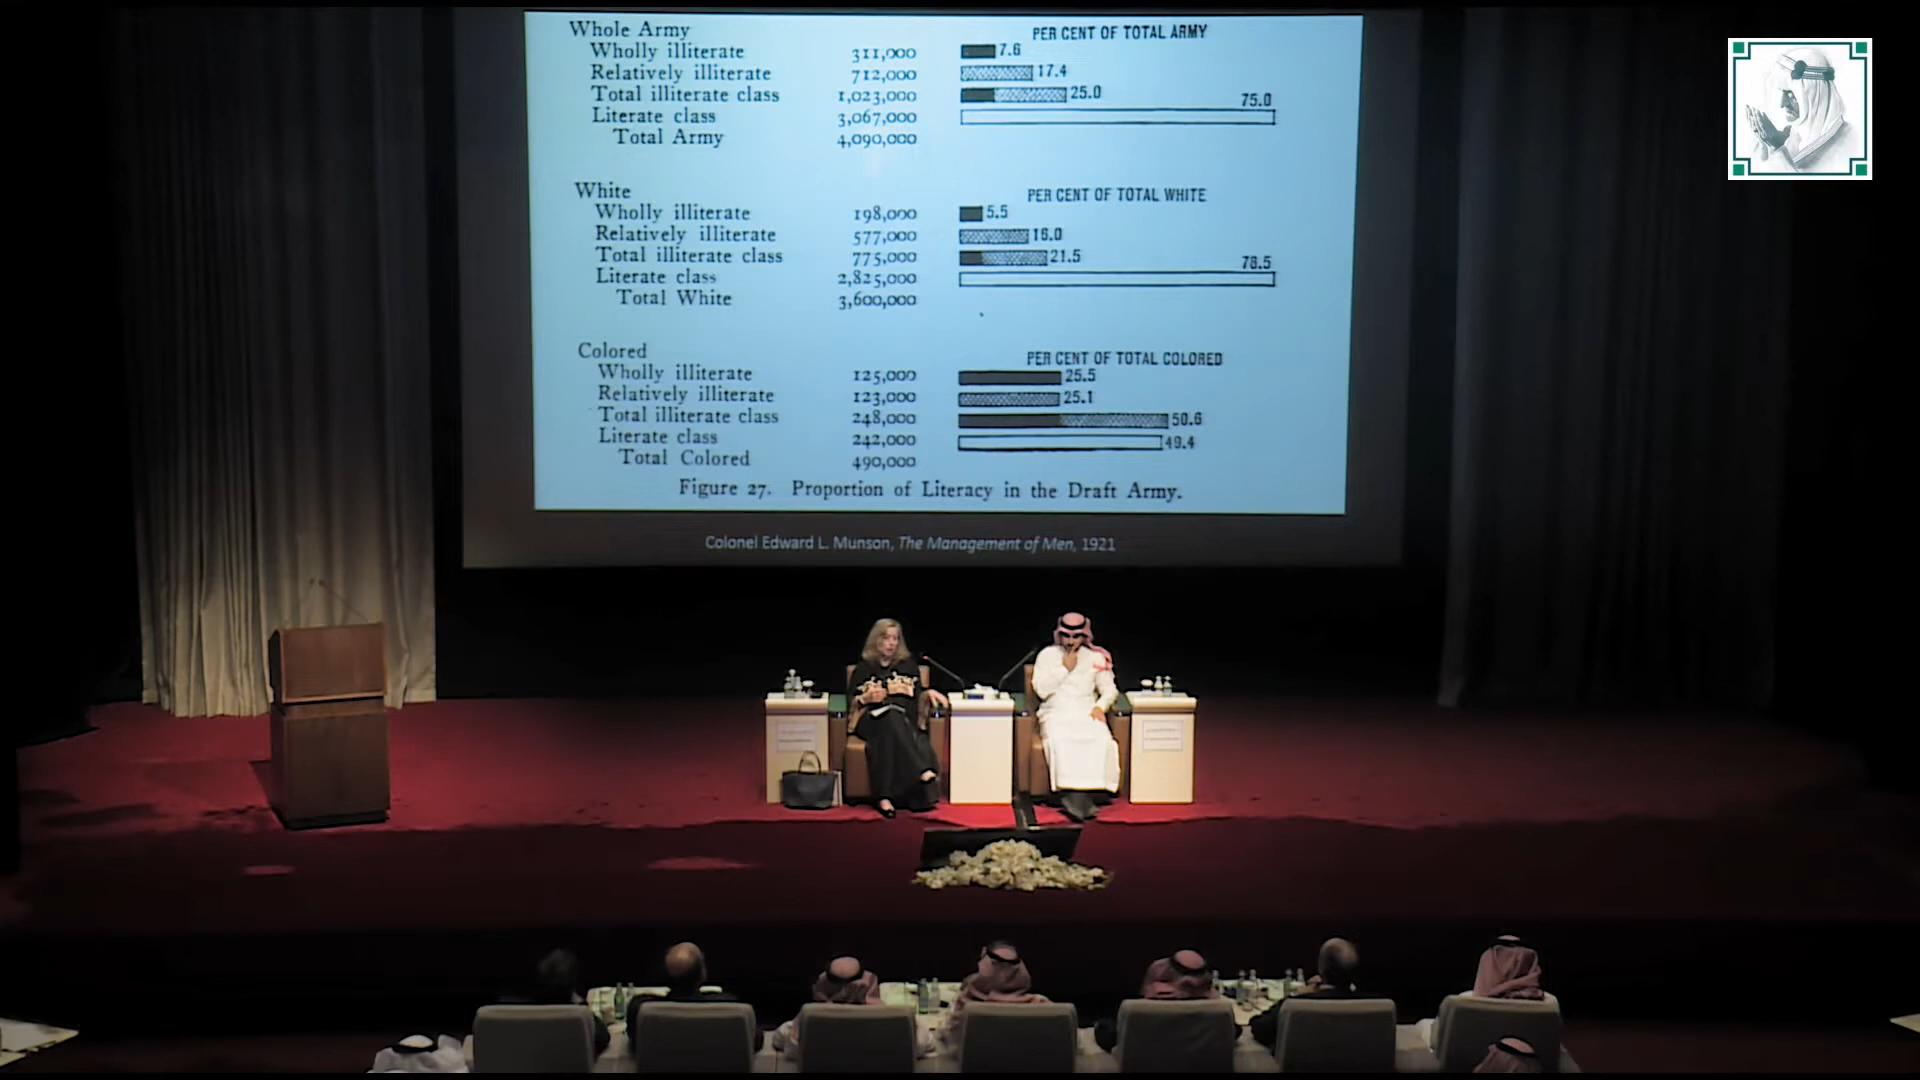 Whole Army
PER CENT OF TOTAL ARMY
Wholly illiterate 311,000 7.6
Relatively illiterate 712,000 17.4
Total illiterate class 1,023,000 25.0
Literate class 3,067,000 75.0
Total Army 4,090,000
White
PER CENT OF TOTAL WHITE
Wholly illiterate 198,000 5.5
Relatively illiterate 577,000 16.0
Total illiterate class 775,000 21.5
Literate class 2,825,000 78.5
Total White 3,600,000
Colored
PER CENT OF TOTAL COLORED
Wholly illiterate 125,000 25.5
Relatively illiterate 123,000 25.1
Total illiterate class 248,000 50.6
Literate class 242,000 49.4
Total Colored 490,000
Figure 27. Proportion of Literacy in the Draft Army.
Colonel Edward L. Munson, The Management of Men, 1921